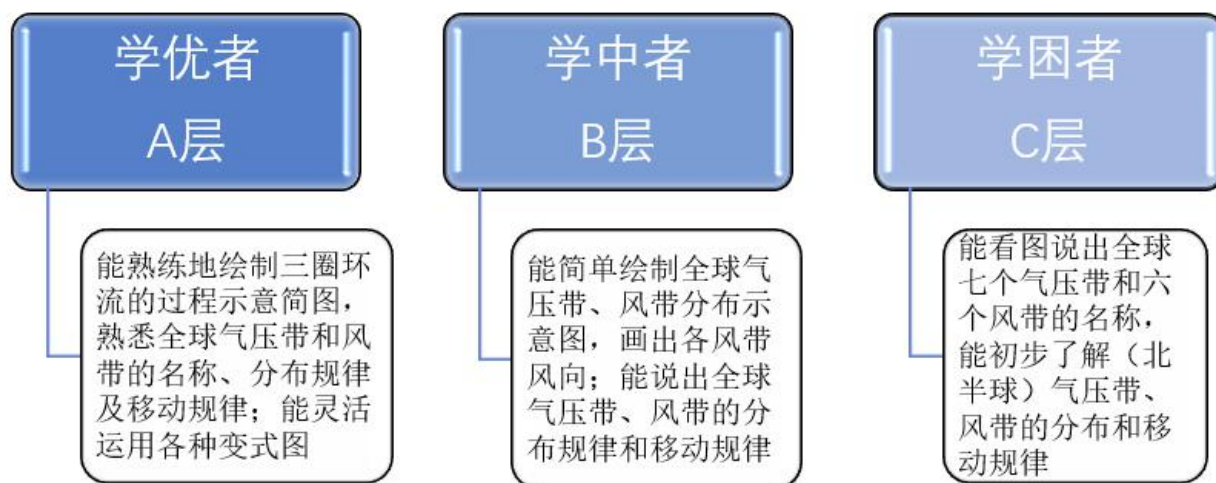 学优者
A层
能熟练地绘制三圈环
流的过程示意简图，
熟悉全球气压带和风
带的名称、分布规律
及移动规律；能灵活
运用各种变式图
学中者
B层
能简单绘制全球气
压带、风带分布示
意图，画出各风带
风向；能说出全球
气压带、风带的分
布规律和移动规律
学困者
C层
能看图说出全球
七个气压带和六
个风带的名称，
能初步了解（北
半球）气压带、
风带的分布和移
动规律